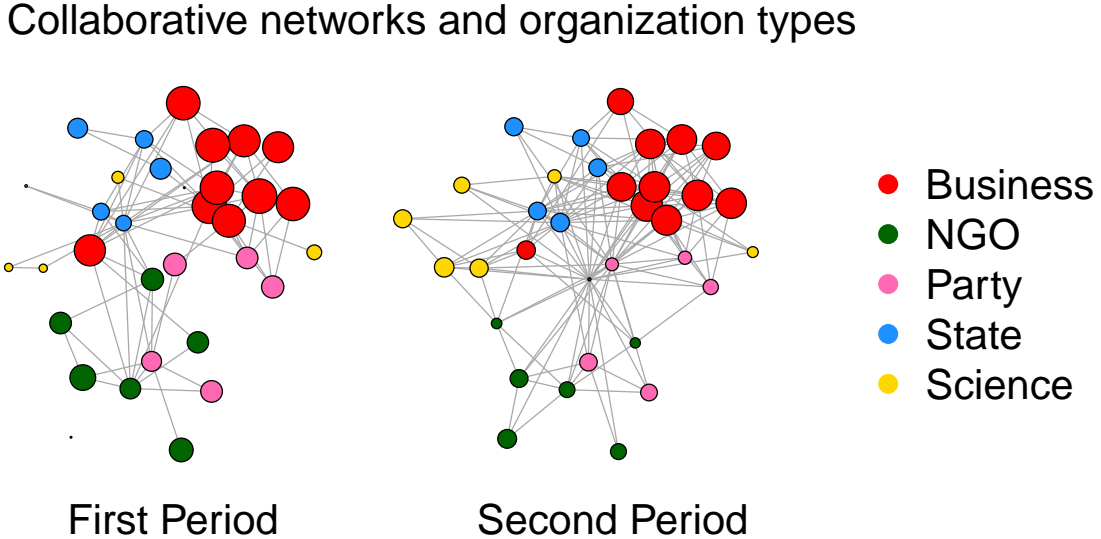 Collaborative networks and organization types
Business
NGO
Party
State
Science
First Period
Second Period